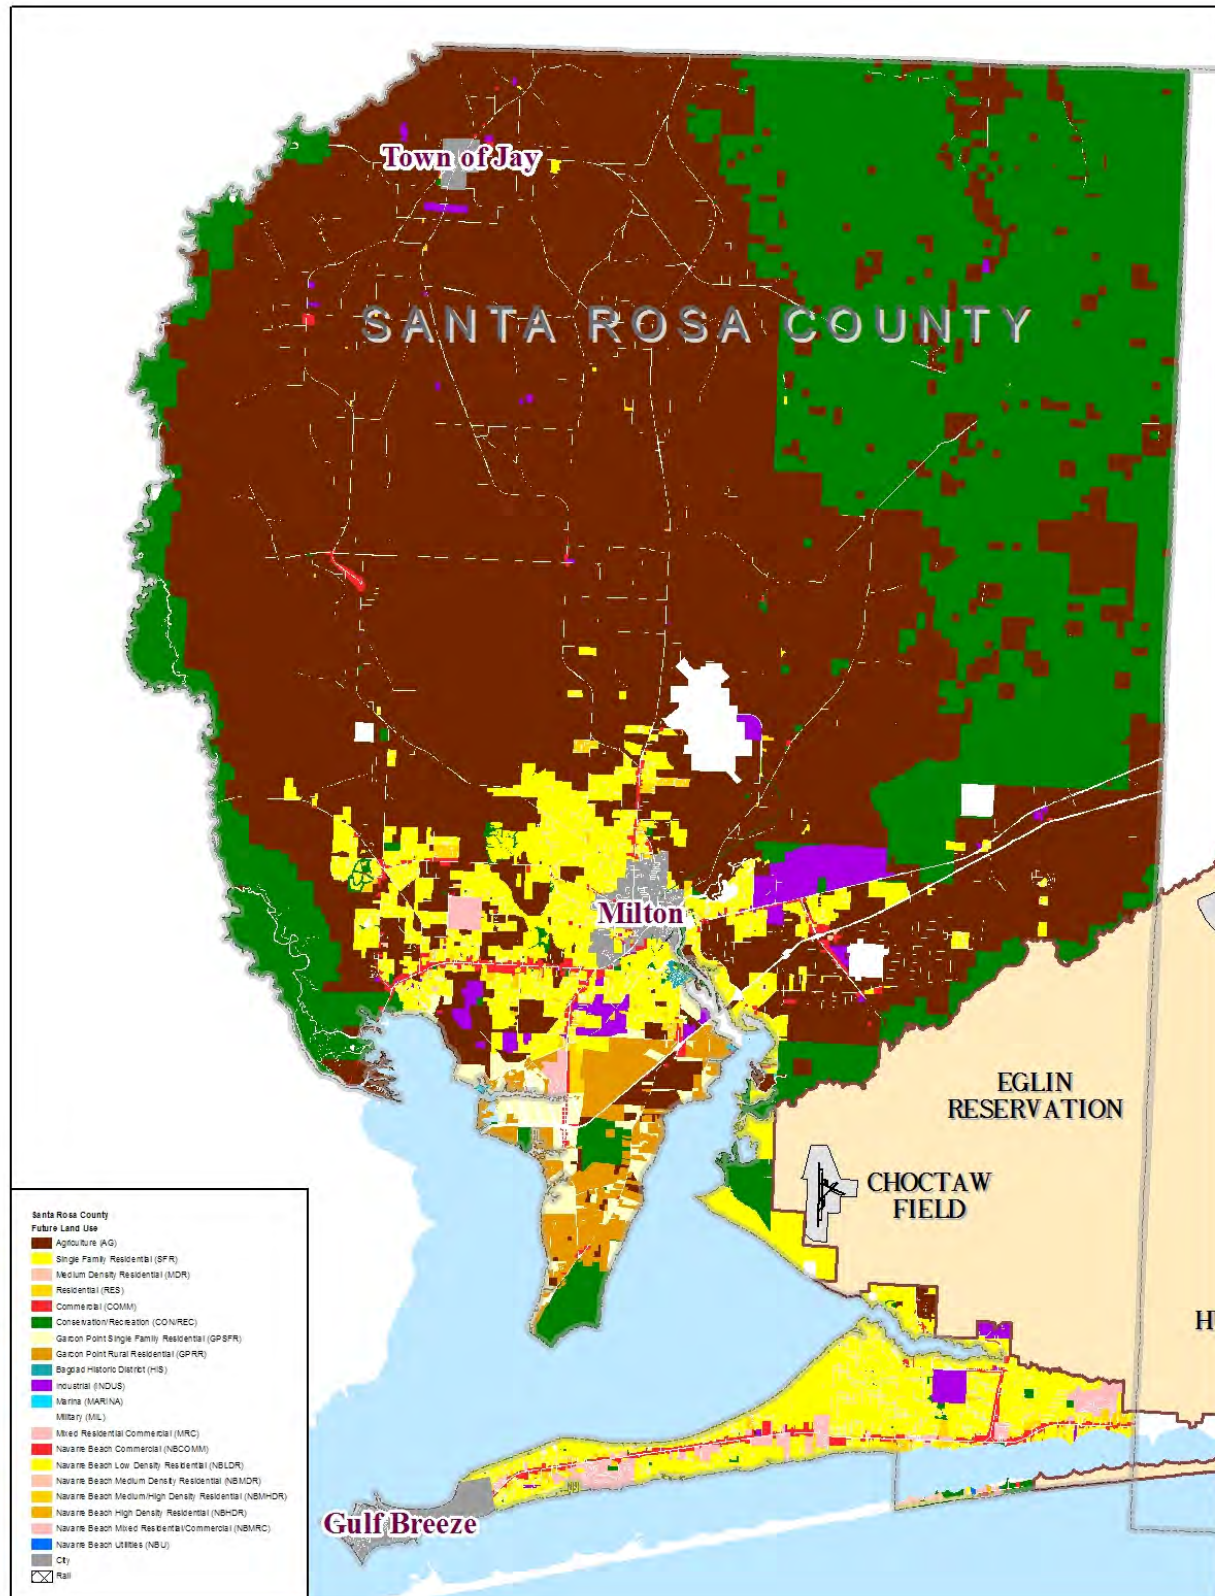 Town of Jay
SANTA ROSA COUNTY
Milton
EGLIN
RESERVATION
CHOCTAW
FIELD
H
Gulf Breeze
Santa Rosa County
Future Land Use
Agriculture (AG)
Single Family Residential (SFR)
Medium Density Residential (MDR)
Residential (RES)
Commercial (COMM)
Conservation/Recreation (CON/REC)
Garcon Point Single Family Residential (GPSFR)
Garcon Point Rural Residential (GPRR)
Bagdad Historic District (HIS)
Industrial (INDUS)
Marina (MARINA)
Military (MIL)
Mixed Residential Commercial (MRC)
Navarre Beach Commercial (NBCOMM)
Navarre Beach Low Density Residential (NBLDR)
Navarre Beach Medium Density Residential (NBMDR)
Navarre Beach Medium/High Density Residential (NBMHDR)
Navarre Beach High Density Residential (NBHDR)
Navarre Beach Mixed Residential/Commercial (NBMRC)
Navarre Beach Utilities (NBU)
City
Rail